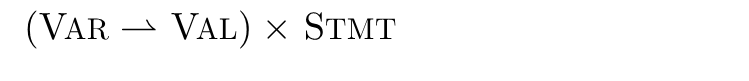 (VAR ⇀ VAL) × STMT